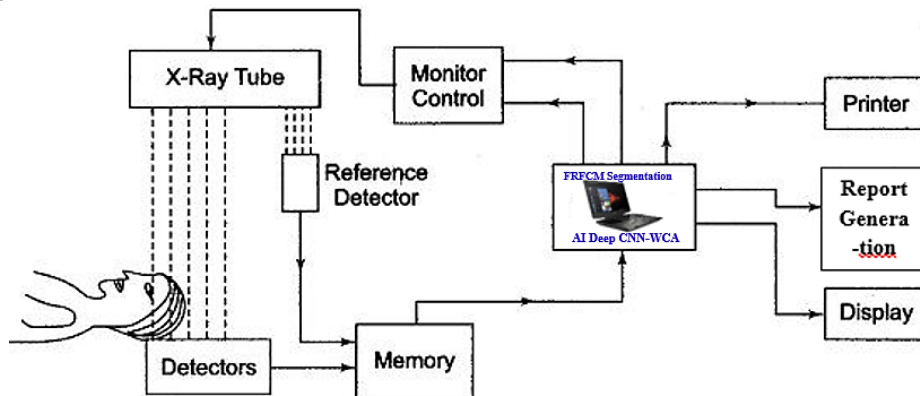 X-Ray Tube
Monitor
Control
Printer
Reference
Detector
FRFCM Segmentation
AI Deep CNN-WCA
Report
Genera
-tion
Detectors
Memory
Display